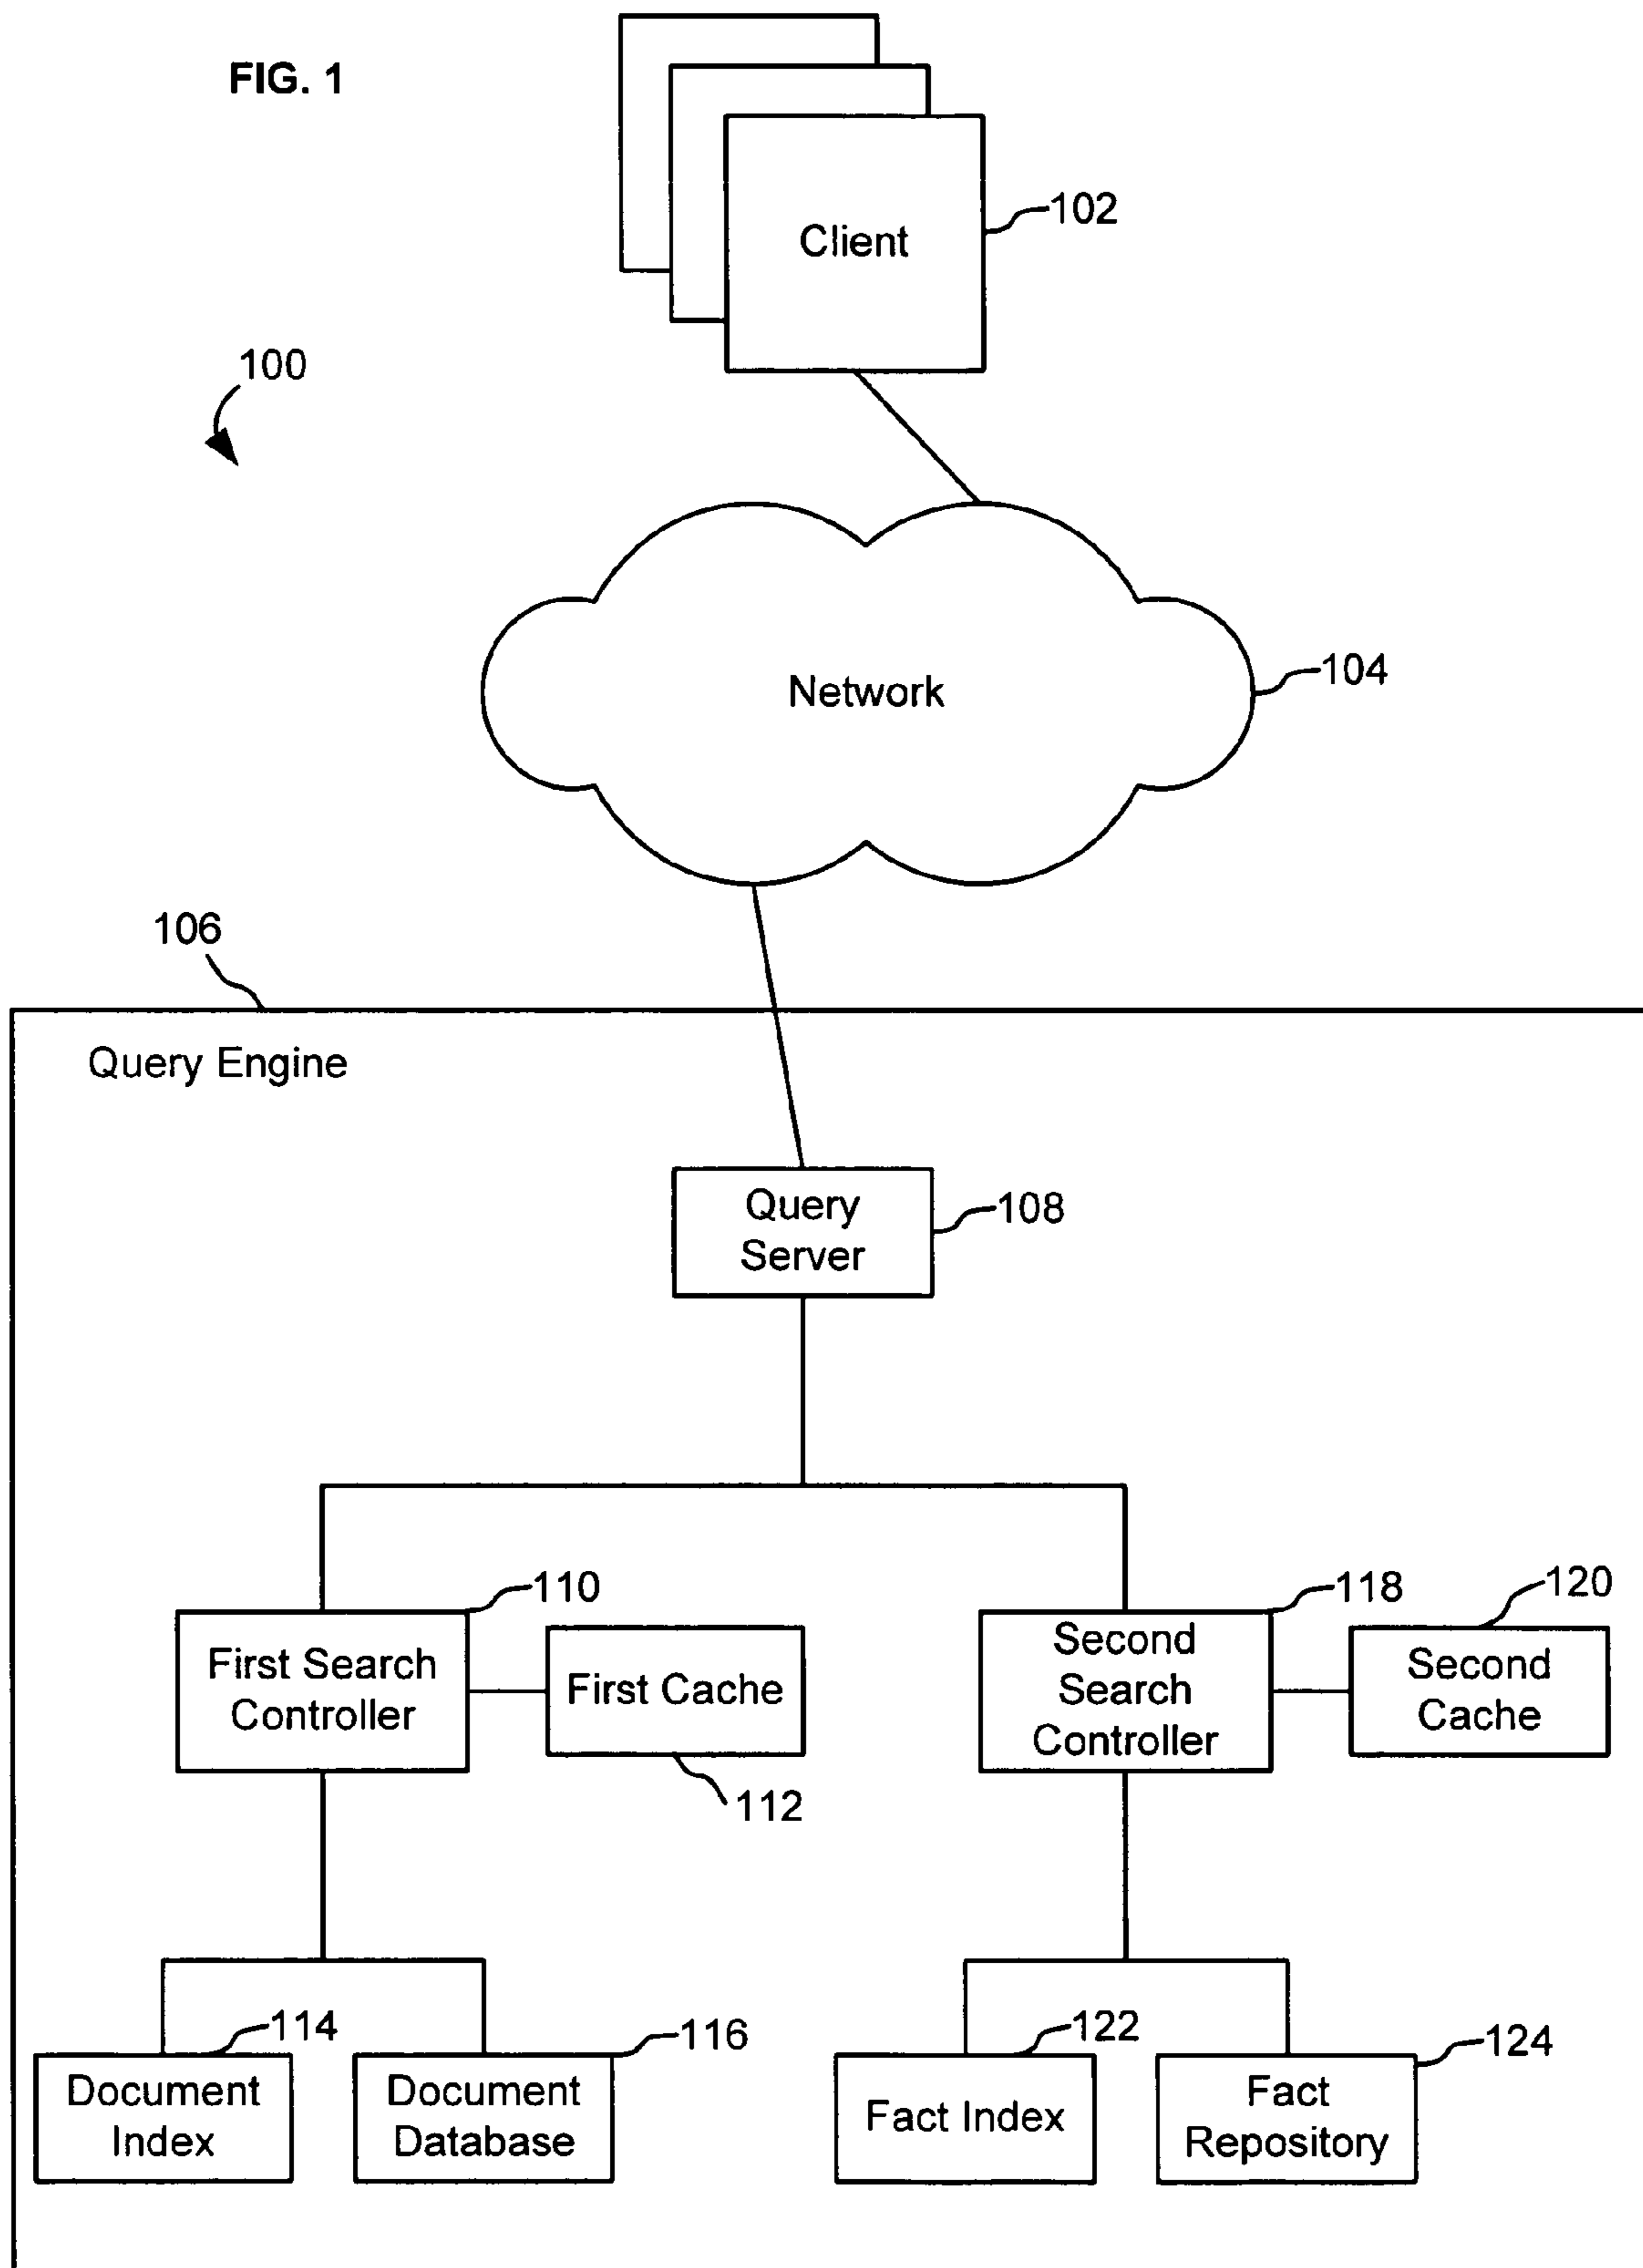 FIG. 1
Client
102
100
Network
104
106
Query Engine
Query
Server
108
110
118
120
First Search
Controller
First Cache
112
Second
Search
Controller
Second
Cache
114
116
122
124
Document
Index
Document
Database
Fact Index
Fact
Repository